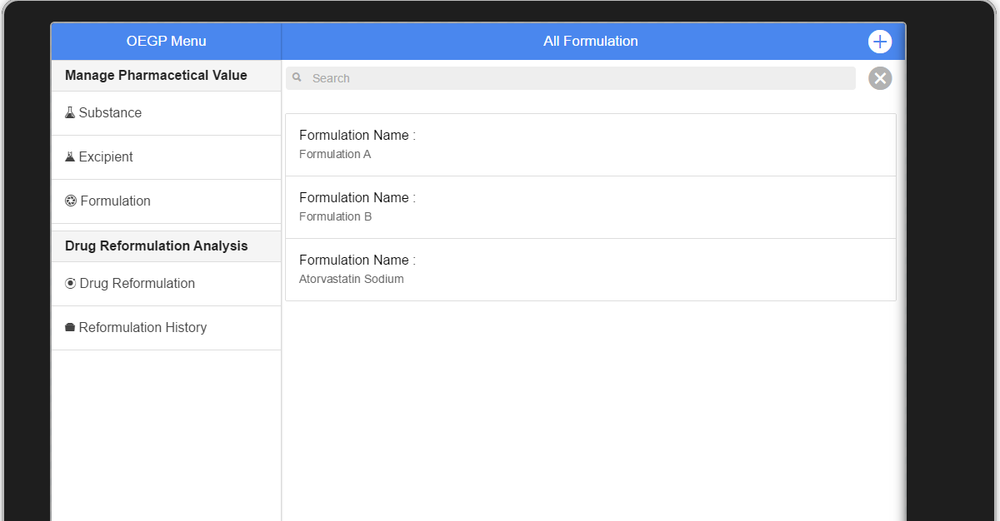 OEGP Menu
All Formulation
Manage Pharmacetical Value
Substance
Excipient
Formulation
Drug Reformulation Analysis
Drug Reformulation
Reformulation History
Search
Formulation Name :
Formulation A
Formulation Name :
Formulation B
Formulation Name :
Atorvastatin Sodium